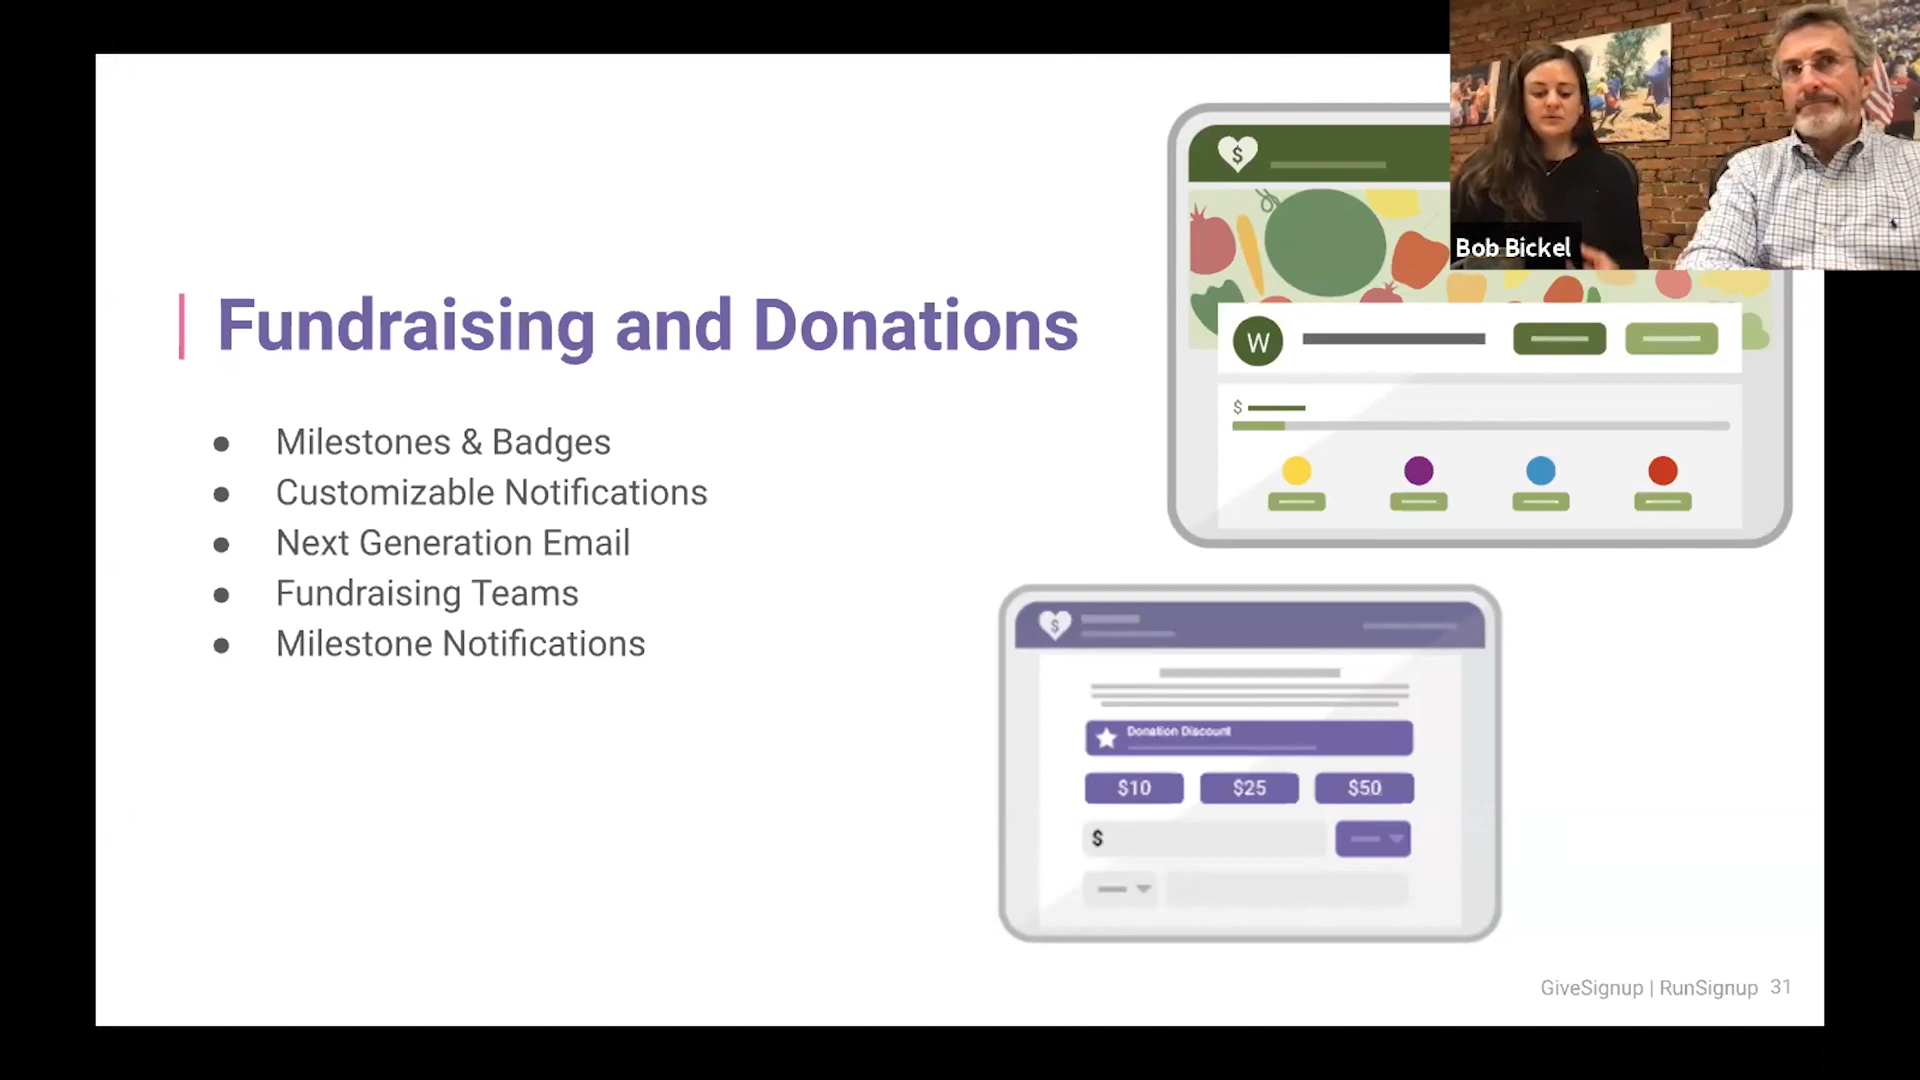 Bob Bickel
Fundraising and Donations
Milestones & Badges
Customizable Notifications
Next Generation Email
Fundraising Teams
Milestone Notifications
$
W
$
$
Donation Discount
$10 $25 $50
$
GiveSignup | RunSignup 31